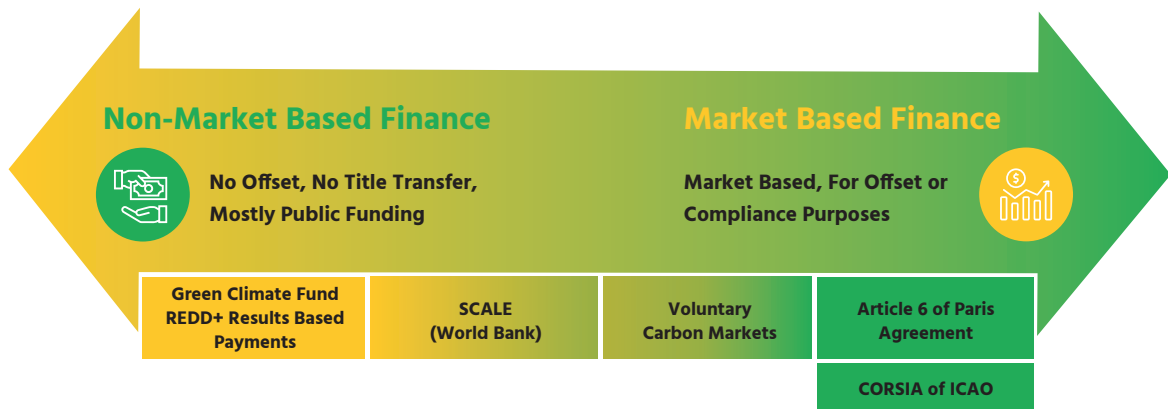 Non-Market Based Finance
No Offset, No Title Transfer,
Mostly Public Funding
Market Based Finance
Market Based, For Offset or
Compliance Purposes
$
Green Climate Fund
REDD+ Results Based
Payments
SCALE
(World Bank)
Voluntary
Carbon Markets
Article 6 of Paris
Agreement
CORSIA of ICAO